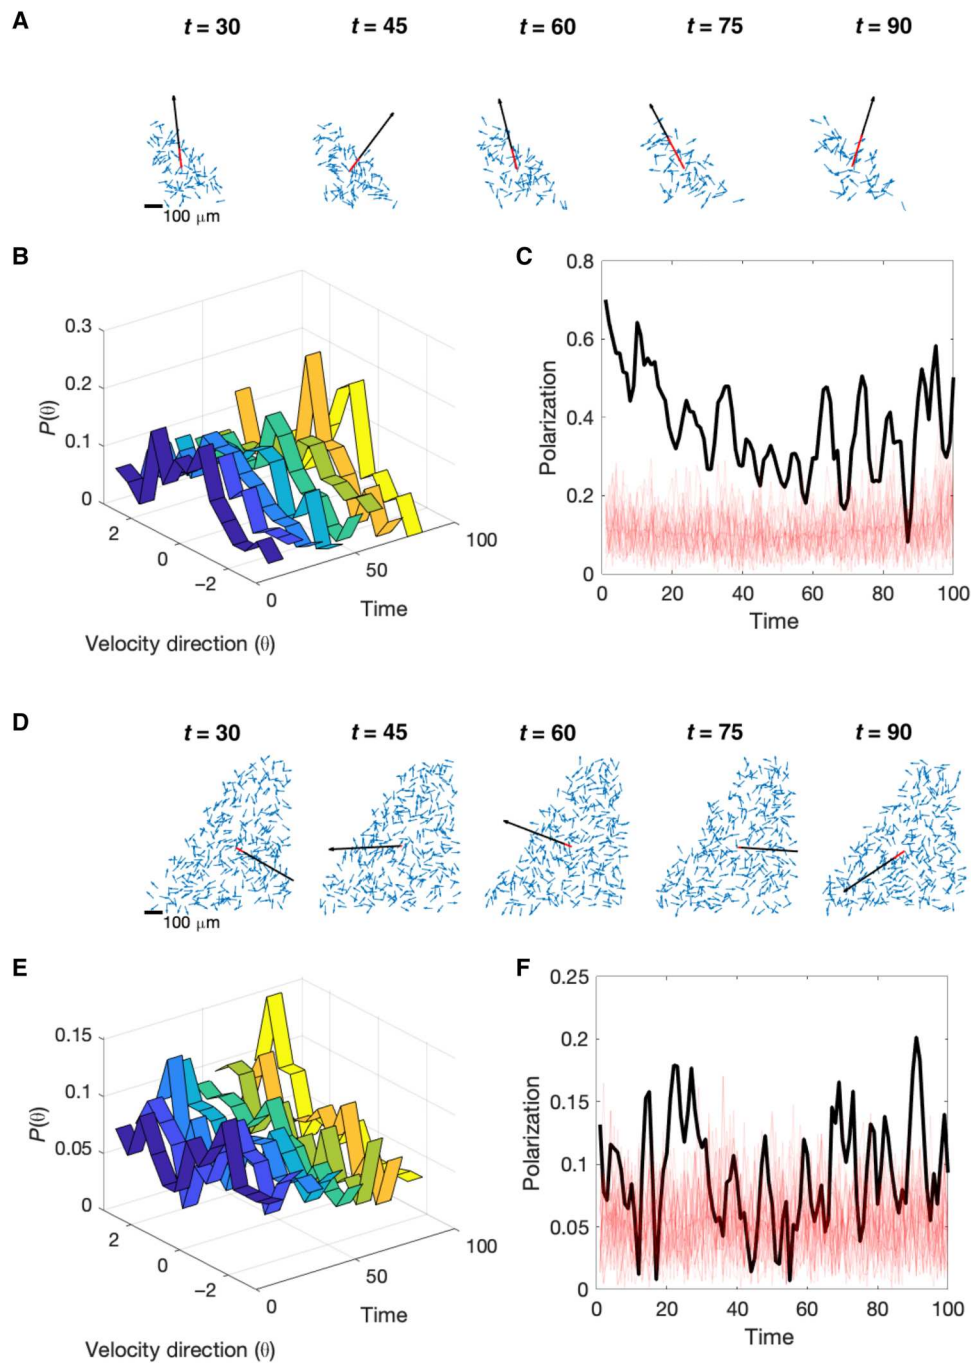 A
t = 30 t = 45 t = 60 t = 75 t = 90
100 μm
B
0.3
0.2
0.1
0
P(θ)
2
0
−2
0
50
100
Time
Velocity direction (θ)
C
0.8
0.6
0.4
0.2
0
Polarization
0 20 40 60 80 100
Time
D
t = 30 t = 45 t = 60 t = 75 t = 90
100 μm
E
0.15
0.1
0.05
0
P(θ)
2
0
−2
0
50
100
Time
Velocity direction (θ)
F
0.25
0.2
0.15
0.1
0.05
0
Polarization
0 20 40 60 80 100
Time